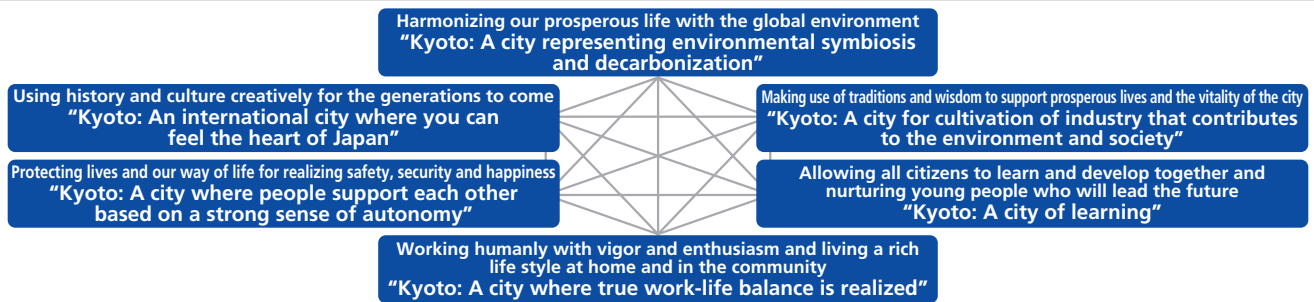 Harmonizing our prosperous life with the global environment
“Kyoto: A city representing environmental symbiosis
and decarbonization”
Using history and culture creatively for the generations to come
“Kyoto: An international city where you can
feel the heart of Japan”
Making use of traditions and wisdom to support prosperous lives and the vitality of the city
“Kyoto: A city for cultivation of industry that contributes
to the environment and society”
Protecting lives and our way of life for realizing safety, security and happiness
“Kyoto: A city where people support each other
based on a strong sense of autonomy”
Allowing all citizens to learn and develop together and
nurturing young people who will lead the future
“Kyoto: A city of learning”
Working humanly with vigor and enthusiasm and living a rich
life style at home and in the community
“Kyoto: A city where true work-life balance is realized”